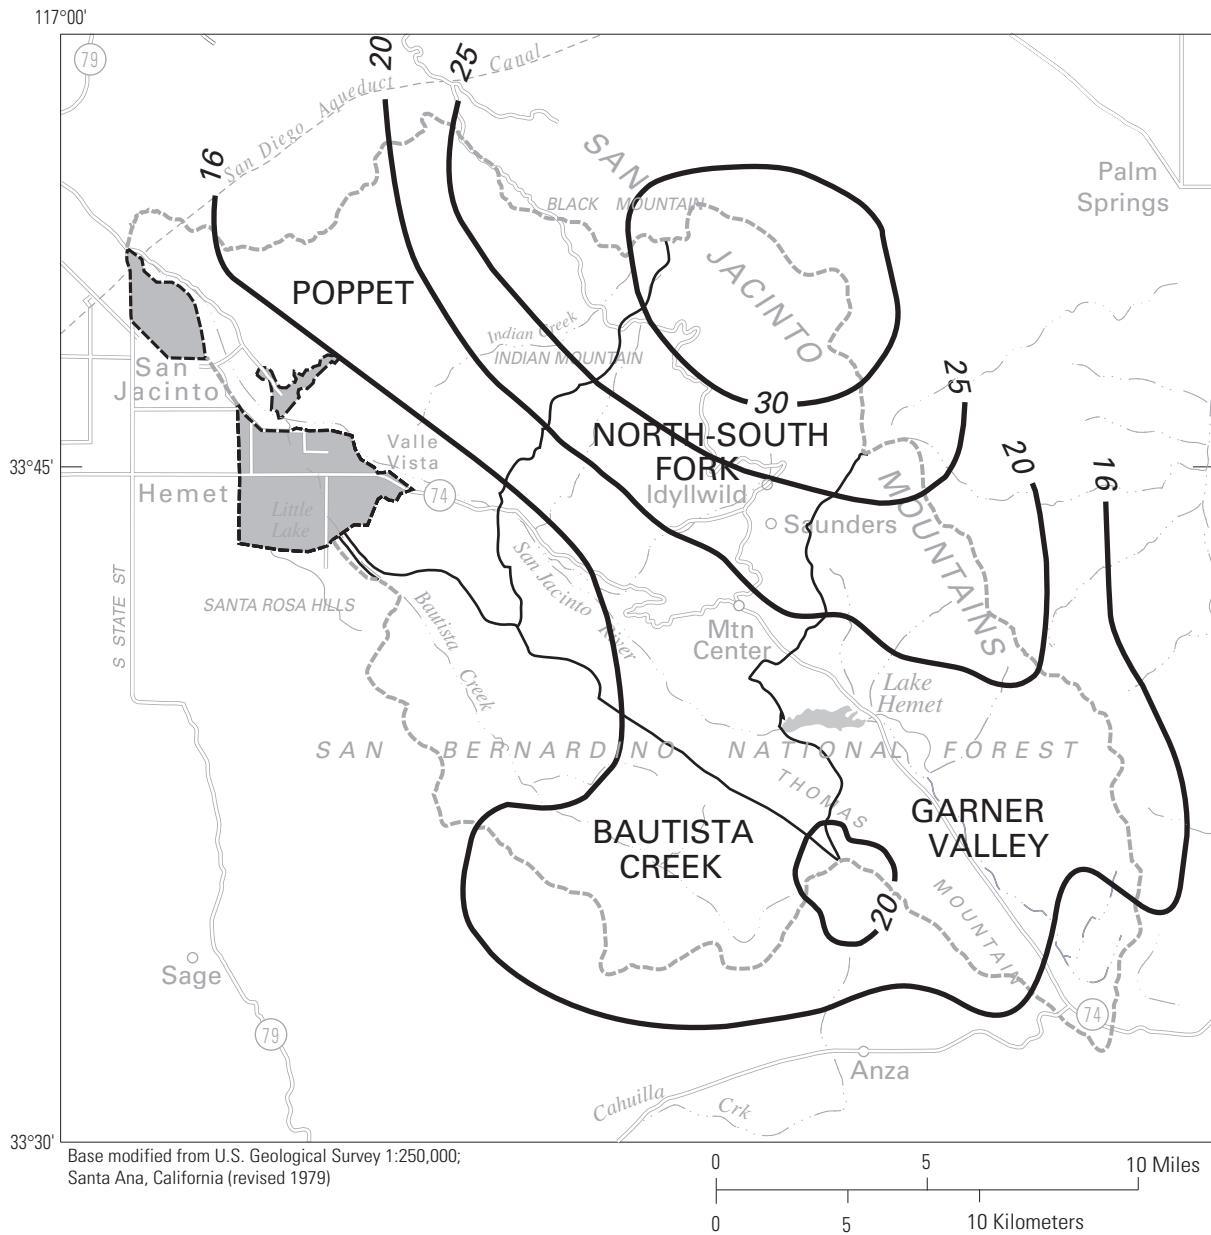 117°00'
79
20
25
Canal
San Diego Aqueduct
16
SAN
JACINTO
MOUNTAINS
Palm
Springs
BLACK MOUNTAIN
POPPET
Indian Creek
INDIAN MOUNTAIN
San
Jacinto
30
25
20
16
NORTH-SOUTH
FORK
Valle
Vista
33°45'
Hemet
74
Idyllwild
Saunders
Little
Lake
San Jacinto River
S STATE ST
SANTA ROSA HILLS
Bautista Creek
Mtn
Center
Lake
Hemet
SAN BERNARDINO NATIONAL FOREST
THOMAS MOUNTAIN
GARNER
VALLEY
BAUTISTA
CREEK
20
Sage
79
74
Anza
Cahuilla
Crk
33°30'
Base modified from U.S. Geological Survey 1:250,000;
Santa Ana, California (revised 1979)
0 5 10 Miles
0 5 10 Kilometers